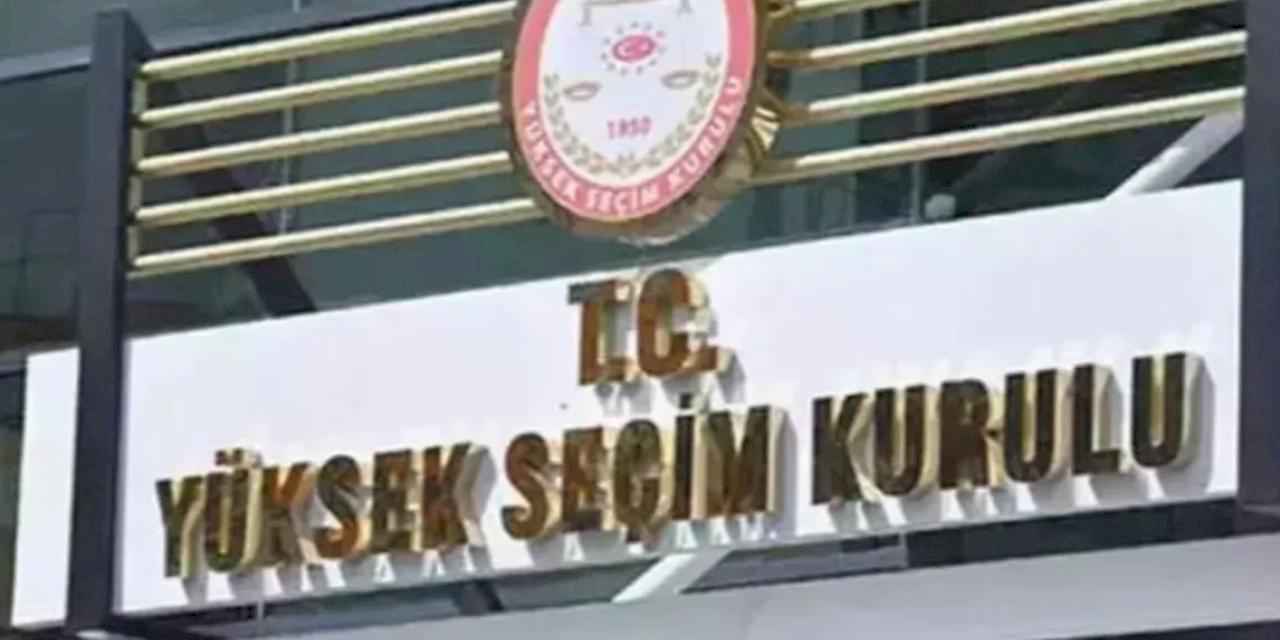 1950
YÜKSEK SEÇİM KURULU
T.C.
YÜKSEK SEÇİM KURULU